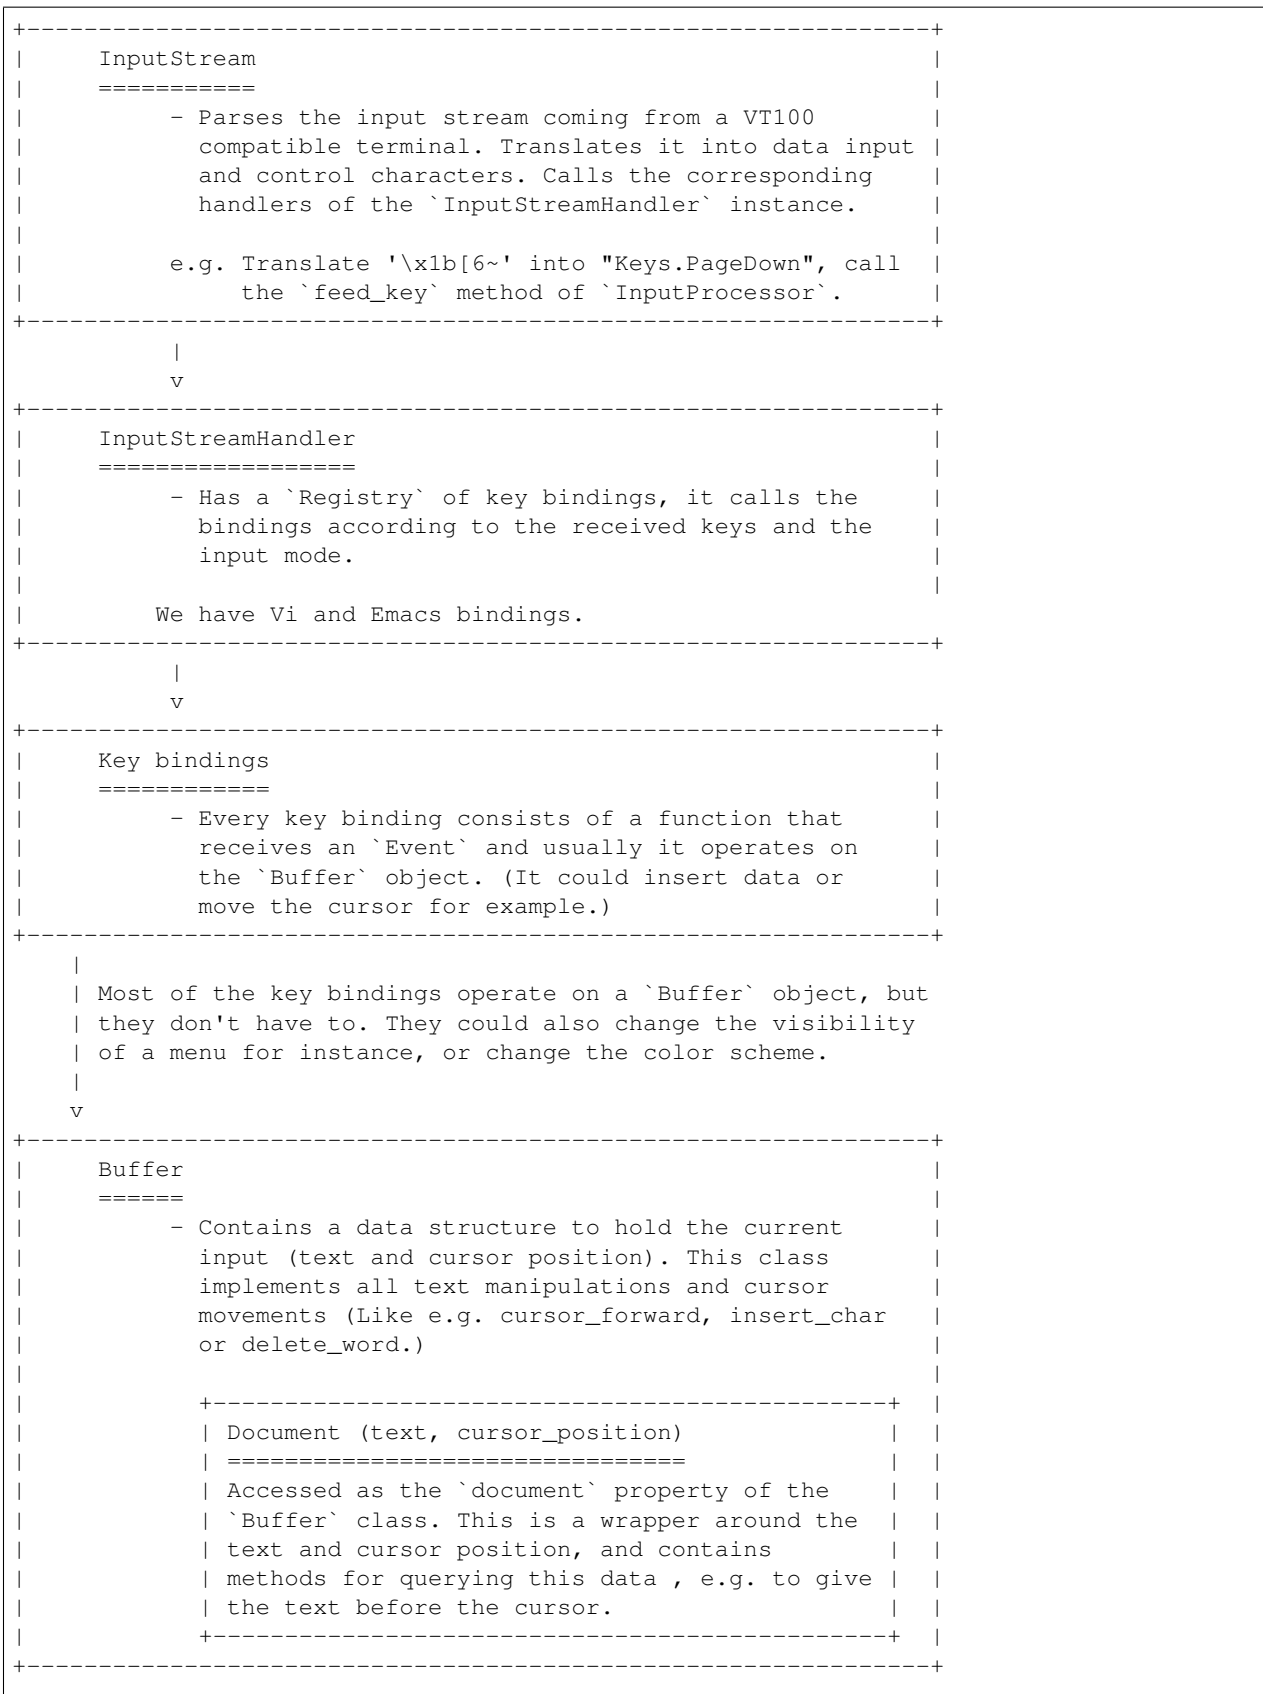 +---------------------------------------------------------------+
|     InputStream                                               |
|     ===========                                               |
|          - Parses the input stream coming from a VT100        |
|            compatible terminal. Translates it into data input |
|            and control characters. Calls the corresponding    |
|            handlers of the `InputStreamHandler` instance.     |
|                                                               |
|          e.g. Translate '\x1b[6~' into "Keys.PageDown", call  |
|               the `feed_key` method of `InputProcessor`.      |
+---------------------------------------------------------------+
           |
           v
+---------------------------------------------------------------+
|     InputStreamHandler                                        |
|     ==================                                        |
|          - Has a `Registry` of key bindings, it calls the     |
|            bindings according to the received keys and the    |
|            input mode.                                        |
|                                                               |
|         We have Vi and Emacs bindings.
+---------------------------------------------------------------+
           |
           v
+---------------------------------------------------------------+
|     Key bindings                                              |
|     ============                                              |
|          - Every key binding consists of a function that      |
|            receives an `Event` and usually it operates on     |
|            the `Buffer` object. (It could insert data or      |
|            move the cursor for example.)                      |
+---------------------------------------------------------------+
    |
    | Most of the key bindings operate on a `Buffer` object, but
    | they don't have to. They could also change the visibility
    | of a menu for instance, or change the color scheme.
    |
    v
+---------------------------------------------------------------+
|     Buffer                                                    |
|     ======                                                    |
|          - Contains a data structure to hold the current      |
|            input (text and cursor position). This class       |
|            implements all text manipulations and cursor       |
|            movements (Like e.g. cursor_forward, insert_char   |
|            or delete_word.)                                   |
|                                                               |
|            +-----------------------------------------------+  |
|            | Document (text, cursor_position)              |  |
|            | ================================              |  |
|            | Accessed as the `document` property of the    |  |
|            | `Buffer` class. This is a wrapper around the  |  |
|            | text and cursor position, and contains        |  |
|            | methods for querying this data , e.g. to give |  |
|            | the text before the cursor.                   |  |
|            +-----------------------------------------------+  |
+---------------------------------------------------------------+